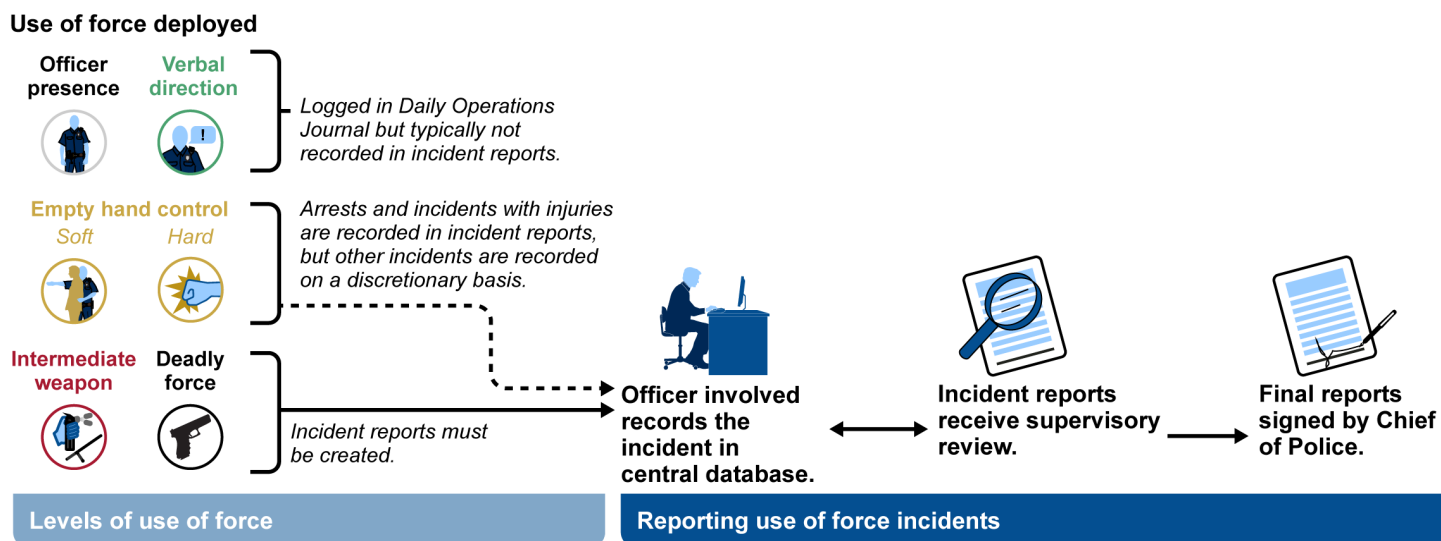 Use of force deployed
Officer
presence
Verbal
direction
!
Logged in Daily Operations
Journal but typically not
recorded in incident reports.
Empty hand control
Soft
Hard
Arrests and incidents with injuries
are recorded in incident reports,
but other incidents are recorded
on a discretionary basis.
Intermediate
weapon
Deadly
force
Incident reports must
be created.
Officer involved
records the
incident in
central database.
Incident reports
receive supervisory
review.
Final reports
signed by Chief
of Police.
Levels of use of force
Reporting use of force incidents